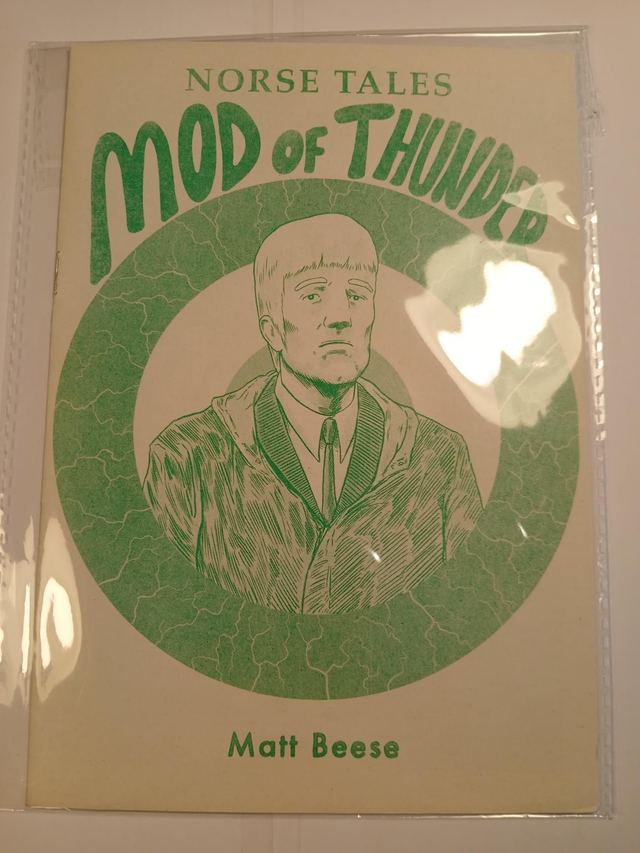 NORSE TALES
MOD OF THUNDER
Matt Beese